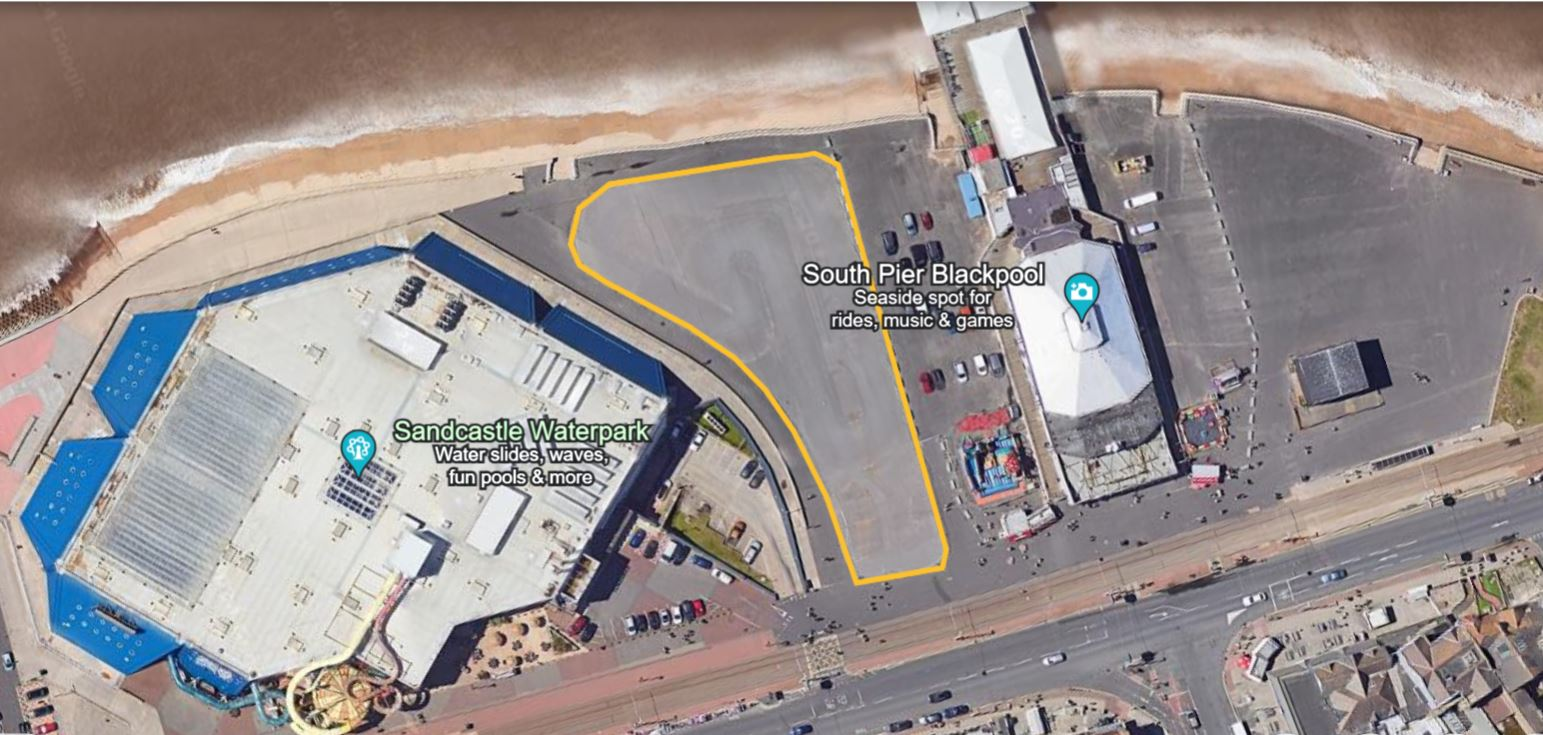 South Pier Blackpool
Seaside spot for
rides, music & games
Sandcastle Waterpark
Water slides, waves,
fun pools & more